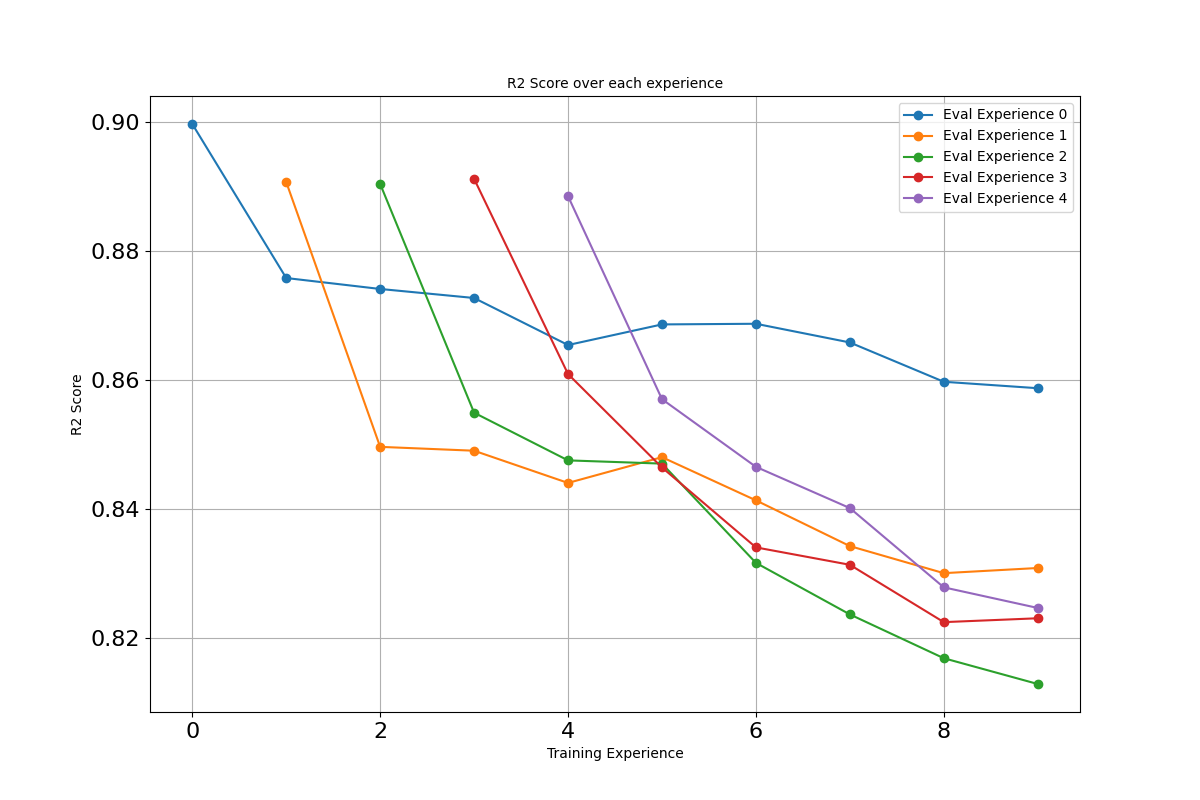 R2 Score over each experience
Eval Experience 0
Eval Experience 1
Eval Experience 2
Eval Experience 3
Eval Experience 4
0.90
0.88
0.86
0.84
0.82
R2 Score
0 2 4 6 8
Training Experience